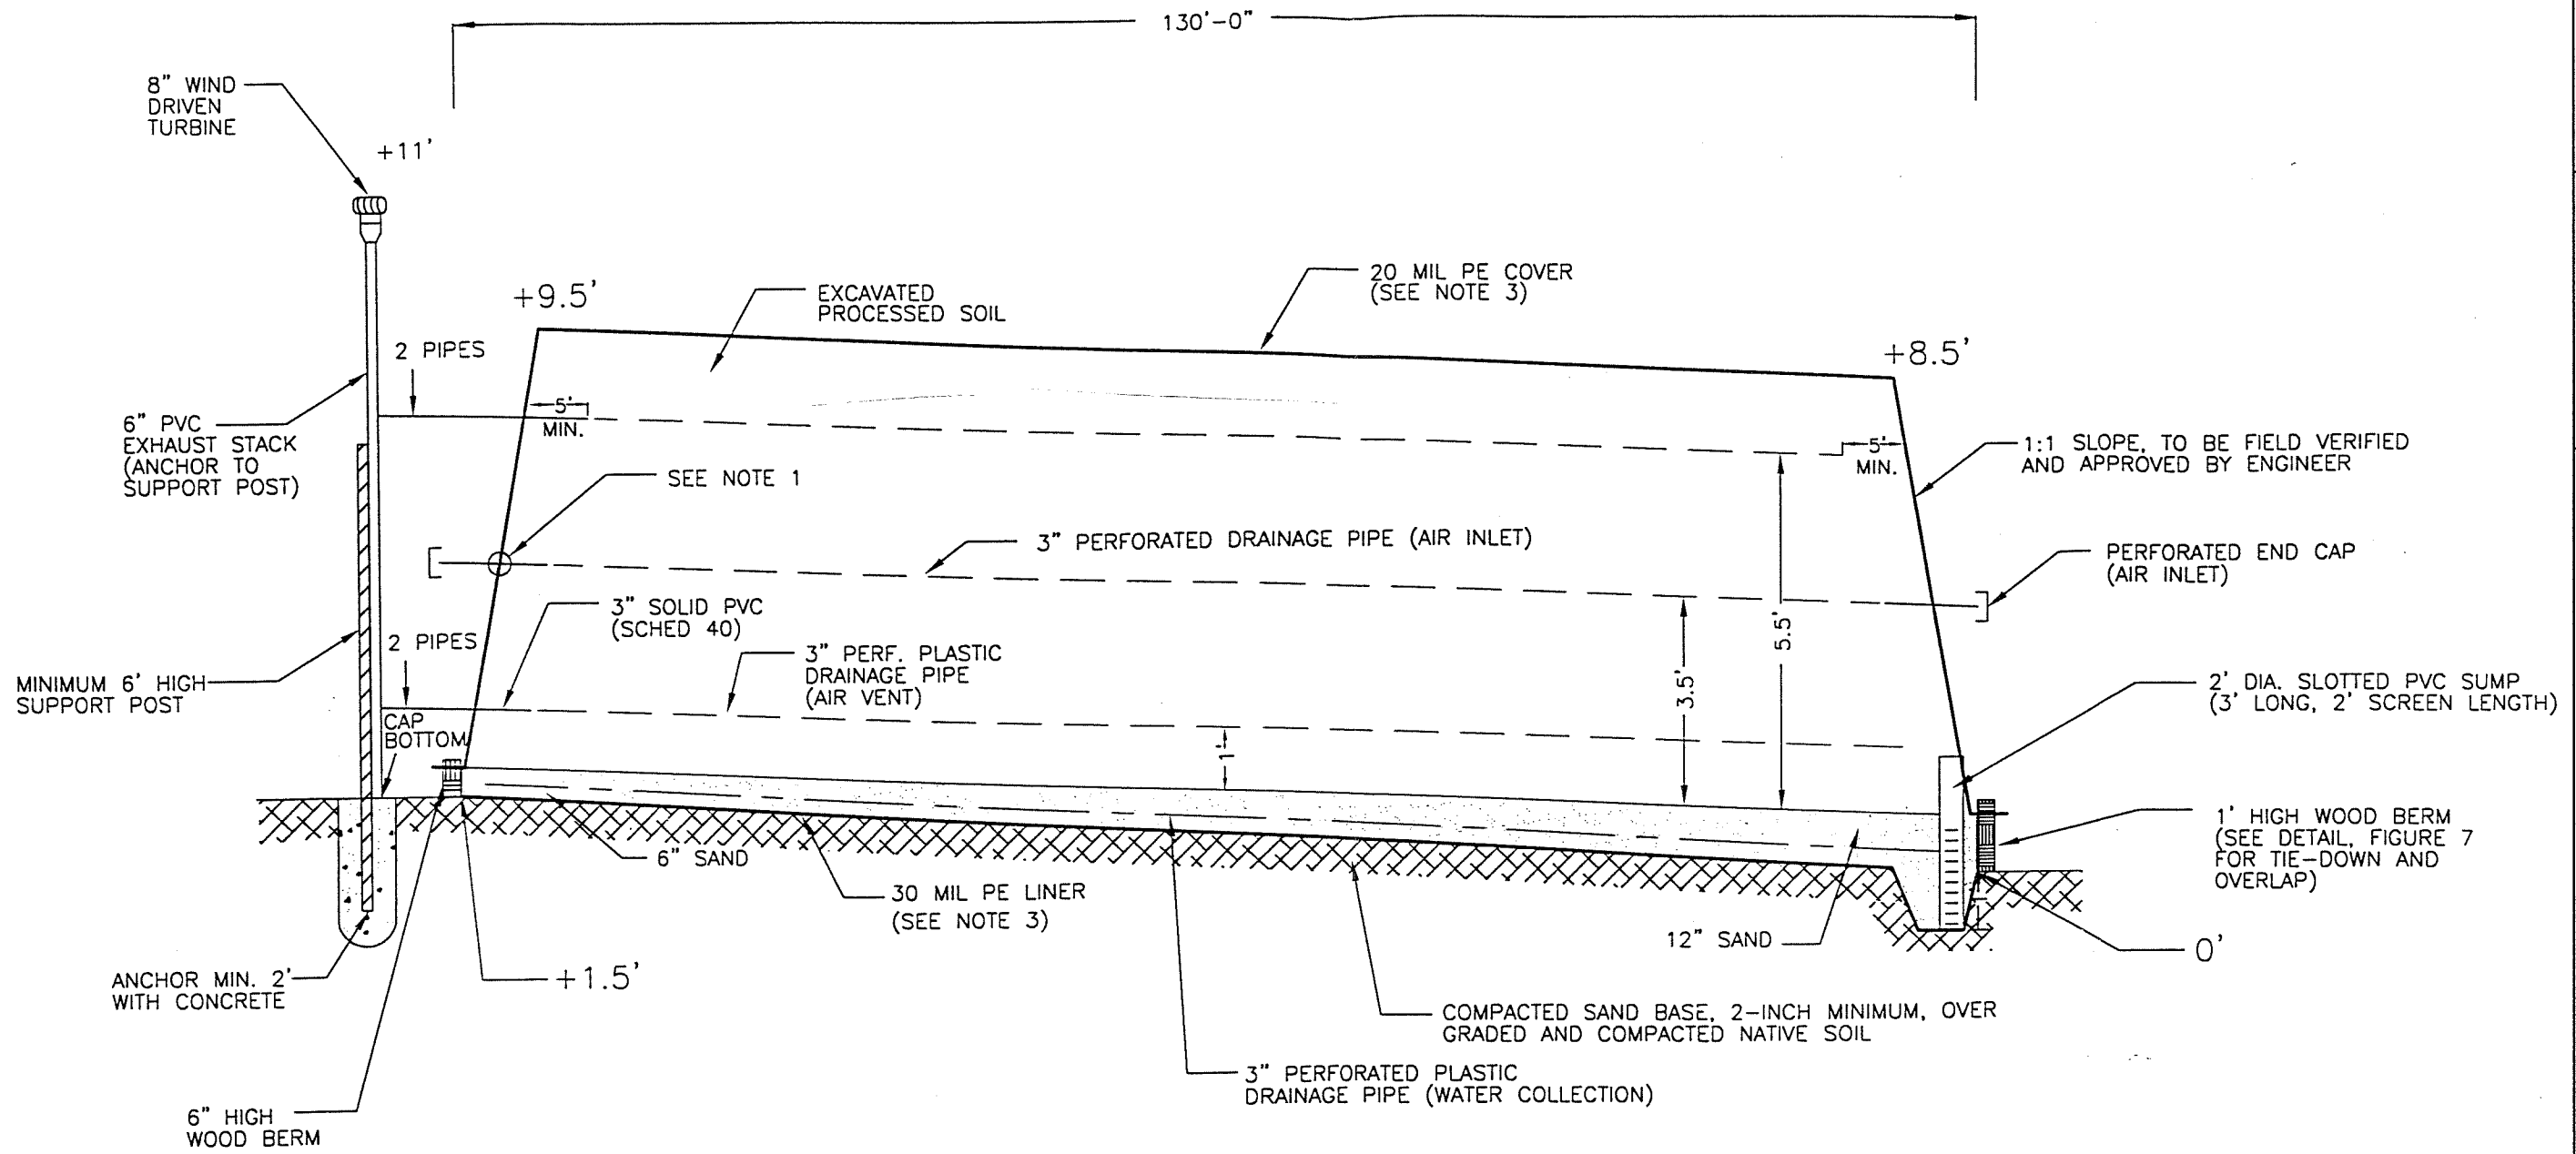 130'-0"
8" WIND
DRIVEN
TURBINE
+11'
+9.5'
EXCAVATED
PROCESSED SOIL
20 MIL PE COVER
(SEE NOTE 3)
+8.5'
2 PIPES
5'
MIN.
6" PVC
EXHAUST STACK
(ANCHOR TO
SUPPORT POST)
5'
MIN.
1:1 SLOPE, TO BE FIELD VERIFIED
AND APPROVED BY ENGINEER
SEE NOTE 1
3" PERFORATED DRAINAGE PIPE (AIR INLET)
PERFORATED END CAP
(AIR INLET)
3" SOLID PVC
(SCHED 40)
2 PIPES
5.5'
3.5'
3" PERF. PLASTIC
DRAINAGE PIPE
(AIR VENT)
MINIMUM 6' HIGH
SUPPORT POST
2' DIA. SLOTTED PVC SUMP
(3' LONG, 2' SCREEN LENGTH)
CAP
BOTTOM
1'
1' HIGH WOOD BERM
(SEE DETAIL, FIGURE 7
FOR TIE-DOWN AND
OVERLAP)
6" SAND
30 MIL PE LINER
(SEE NOTE 3)
12" SAND
0'
ANCHOR MIN. 2'
WITH CONCRETE
+1.5'
COMPACTED SAND BASE, 2-INCH MINIMUM, OVER
GRADED AND COMPACTED NATIVE SOIL
3" PERFORATED PLASTIC
DRAINAGE PIPE (WATER COLLECTION)
6" HIGH
WOOD BERM